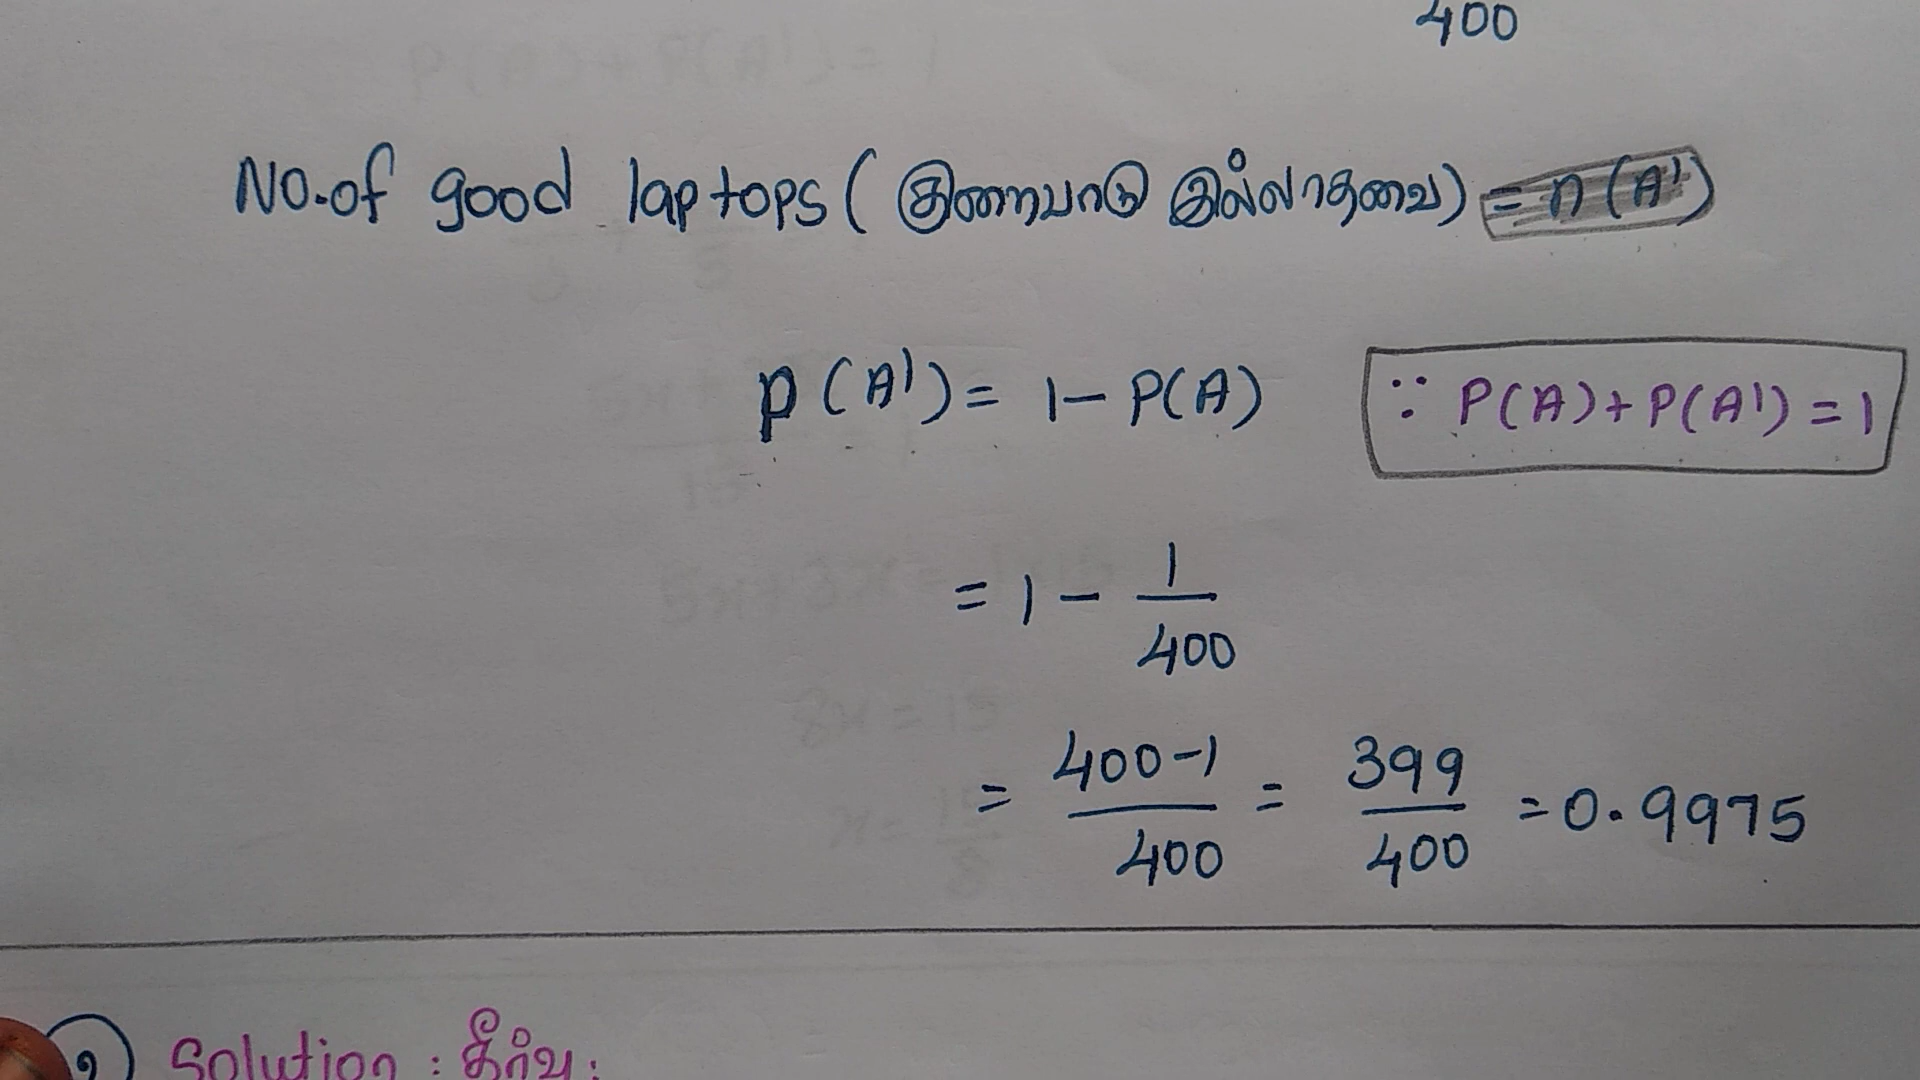 400
No. of good laptops ( குறைபாடு இல்லாதவை) = n (A')
P (A') = 1 - P(A) ∵ P(A) + P(A') = 1
= 1 - 1/400
= 400-1/400 = 399/400 = 0.9975
Solution : தீர்வு :